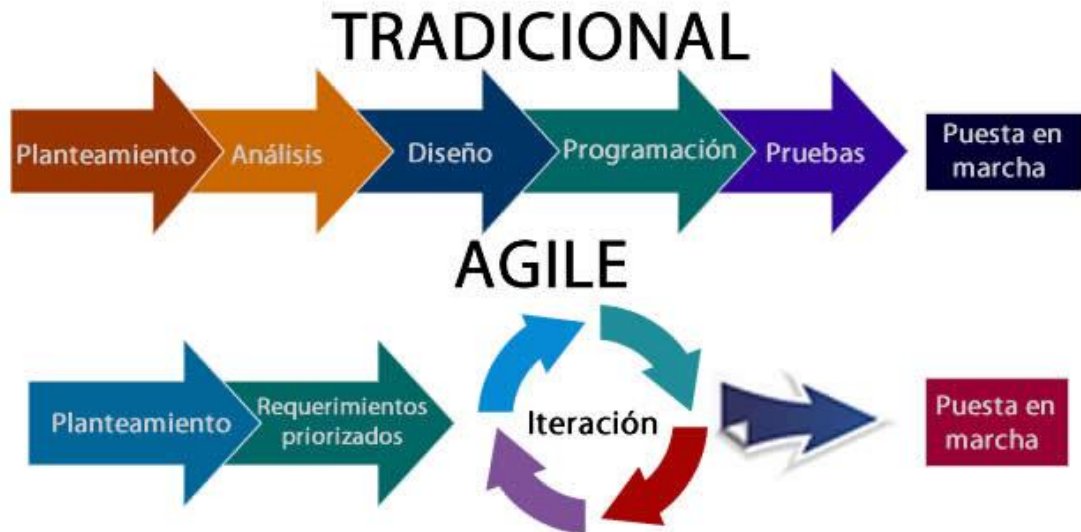 TRADICIONAL
Planteamiento
Análisis
Diseño
Programación
Pruebas
Puesta en
marcha
AGILE
Planteamiento
Requerimientos
priorizados
Iteración
Puesta en
marcha